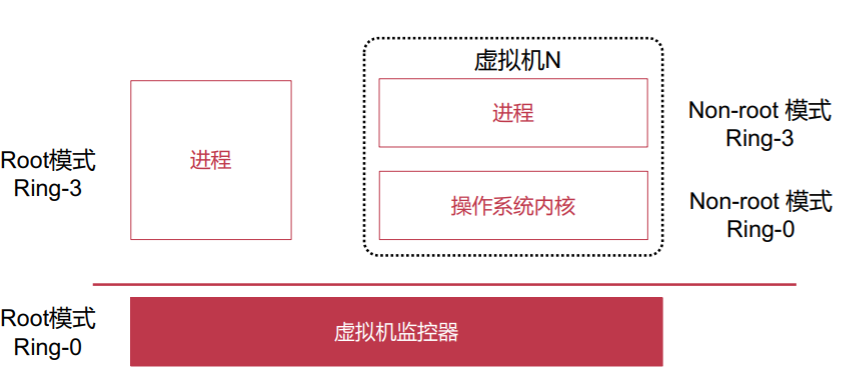 虚拟机N
进程
进程
操作系统内核
Root模式
Ring-3
Non-root 模式
Ring-3
Non-root 模式
Ring-0
Root模式
Ring-0
虚拟机监控器